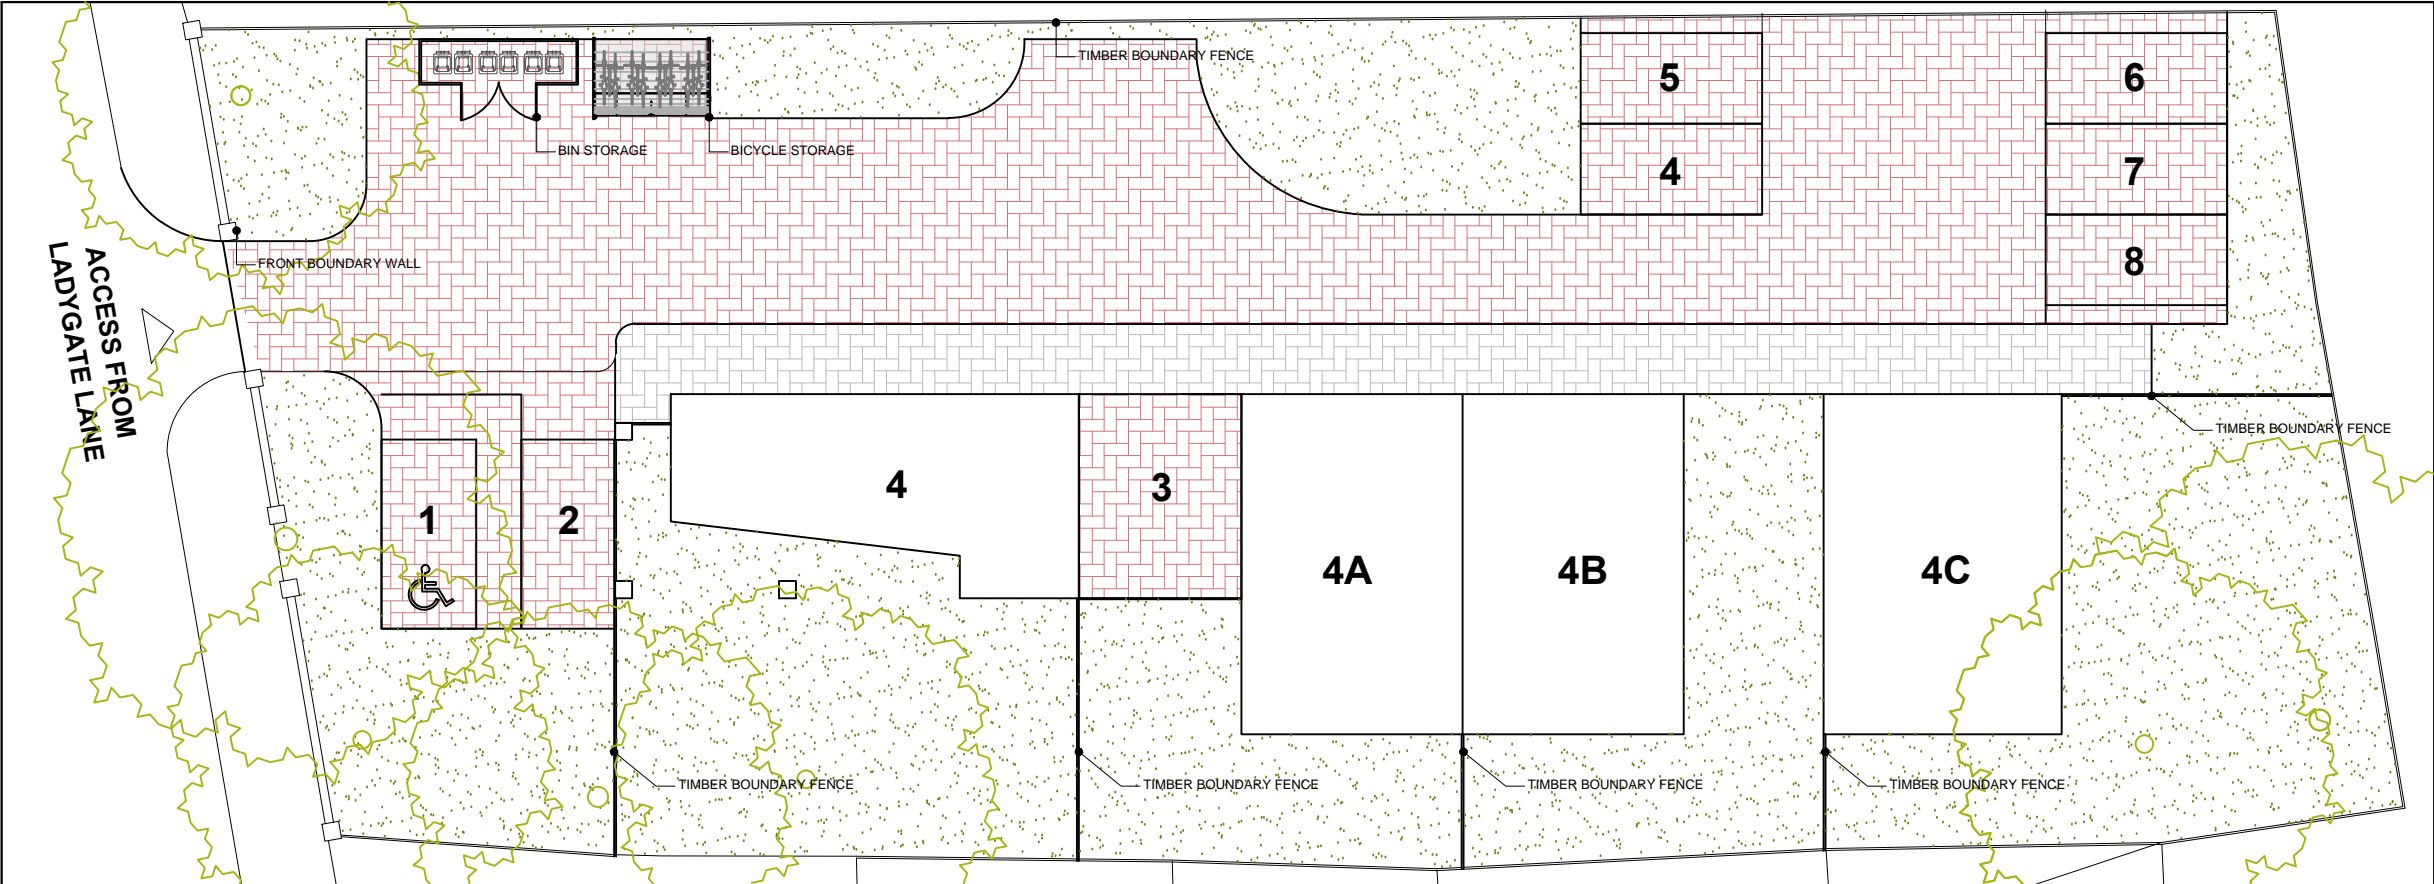 TIMBER BOUNDARY FENCE
5
6
4
7
BIN STORAGE
BICYCLE STORAGE
8
FRONT BOUNDARY WALL
ACCESS FROM
LADYGATE LANE
TIMBER BOUNDARY FENCE
4
3
1
2
4A
4B
4C
TIMBER BOUNDARY FENCE
TIMBER BOUNDARY FENCE
TIMBER BOUNDARY FENCE
TIMBER BOUNDARY FENCE